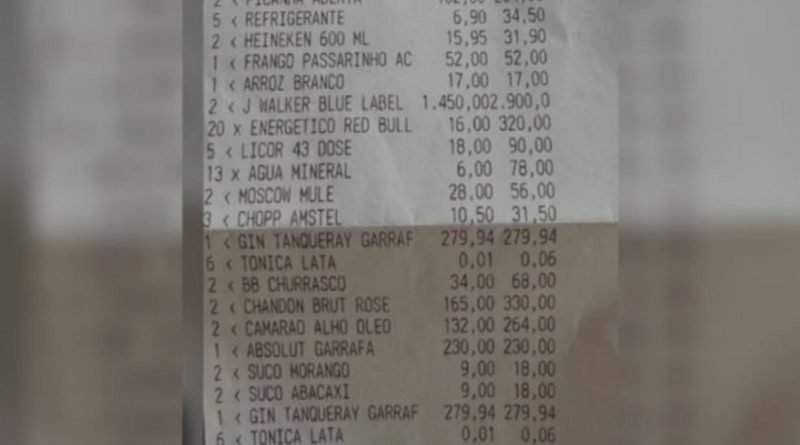 5 < REFRIGERANTE 6,90 34,50
2 < HEINEKEN 600 ML 15,95 31,90
1 < FRANGO PASSARINHO AC 52,00 52,00
1 < ARROZ BRANCO 17,00 17,00
2 < J WALKER BLUE LABEL 1.450,002.900,0
20 x ENERGETICO RED BULL 16,00 320,00
5 < LICOR 43 DOSE 18,00 90,00
13 x AGUA MINERAL 6,00 78,00
2 < MOSCOW MULE 28,00 56,00
3 < CHOPP AMSTEL 10,50 31,50
1 < GIN TANQUERAY GARRAF 279,94 279,94
6 < TONICA LATA 0,01 0,06
2 < BB CHURRASCO 34,00 68,00
2 < CHANDON BRUT ROSE 165,00 330,00
2 < CAMARAO ALHO OLEO 132,00 264,00
1 < ABSOLUT GARRAFA 230,00 230,00
2 < SUCO MORANGO 9,00 18,00
2 < SUCO ABACAXI 9,00 18,00
1 < GIN TANQUERAY GARRAF 279,94 279,94
6 < TONICA LATA 0,01 0,06